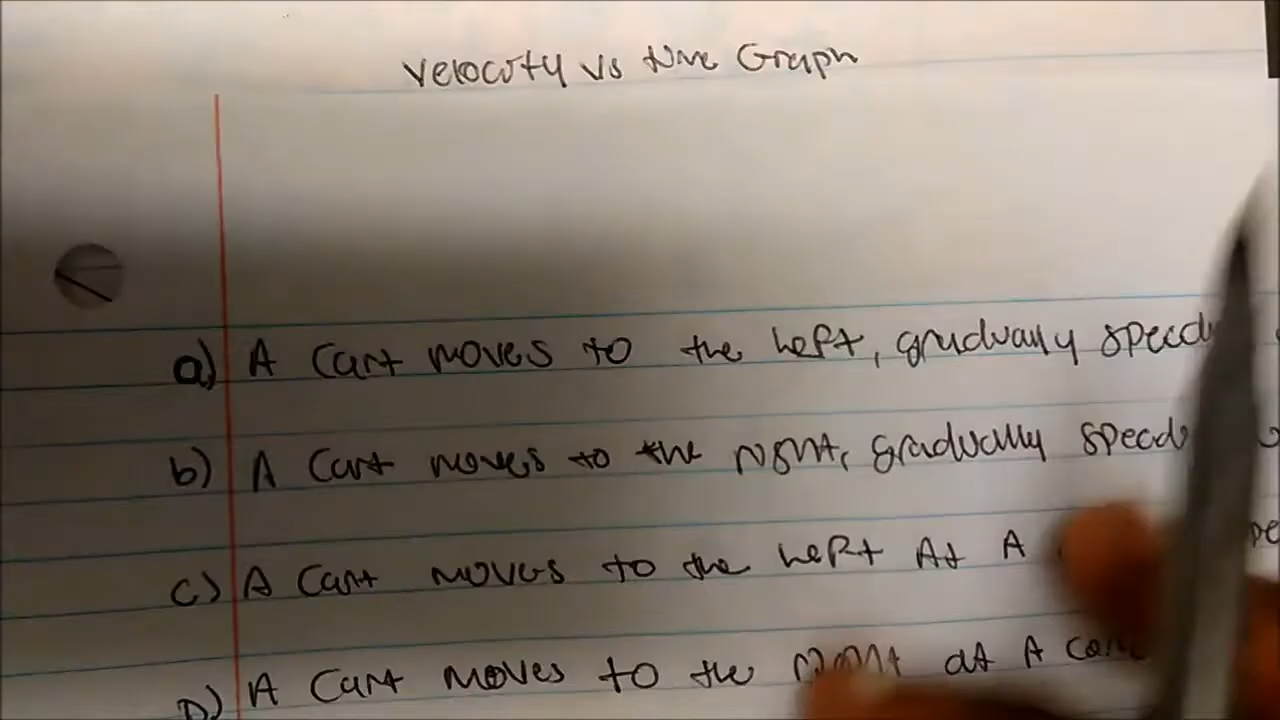 Velocity vs time Graph
a) A Cart moves to the Left, gradually speed
b) A Cart moves to the right, gradually speed
c) A Cart moves to the Left At A
D) A Cart moves to the right at A